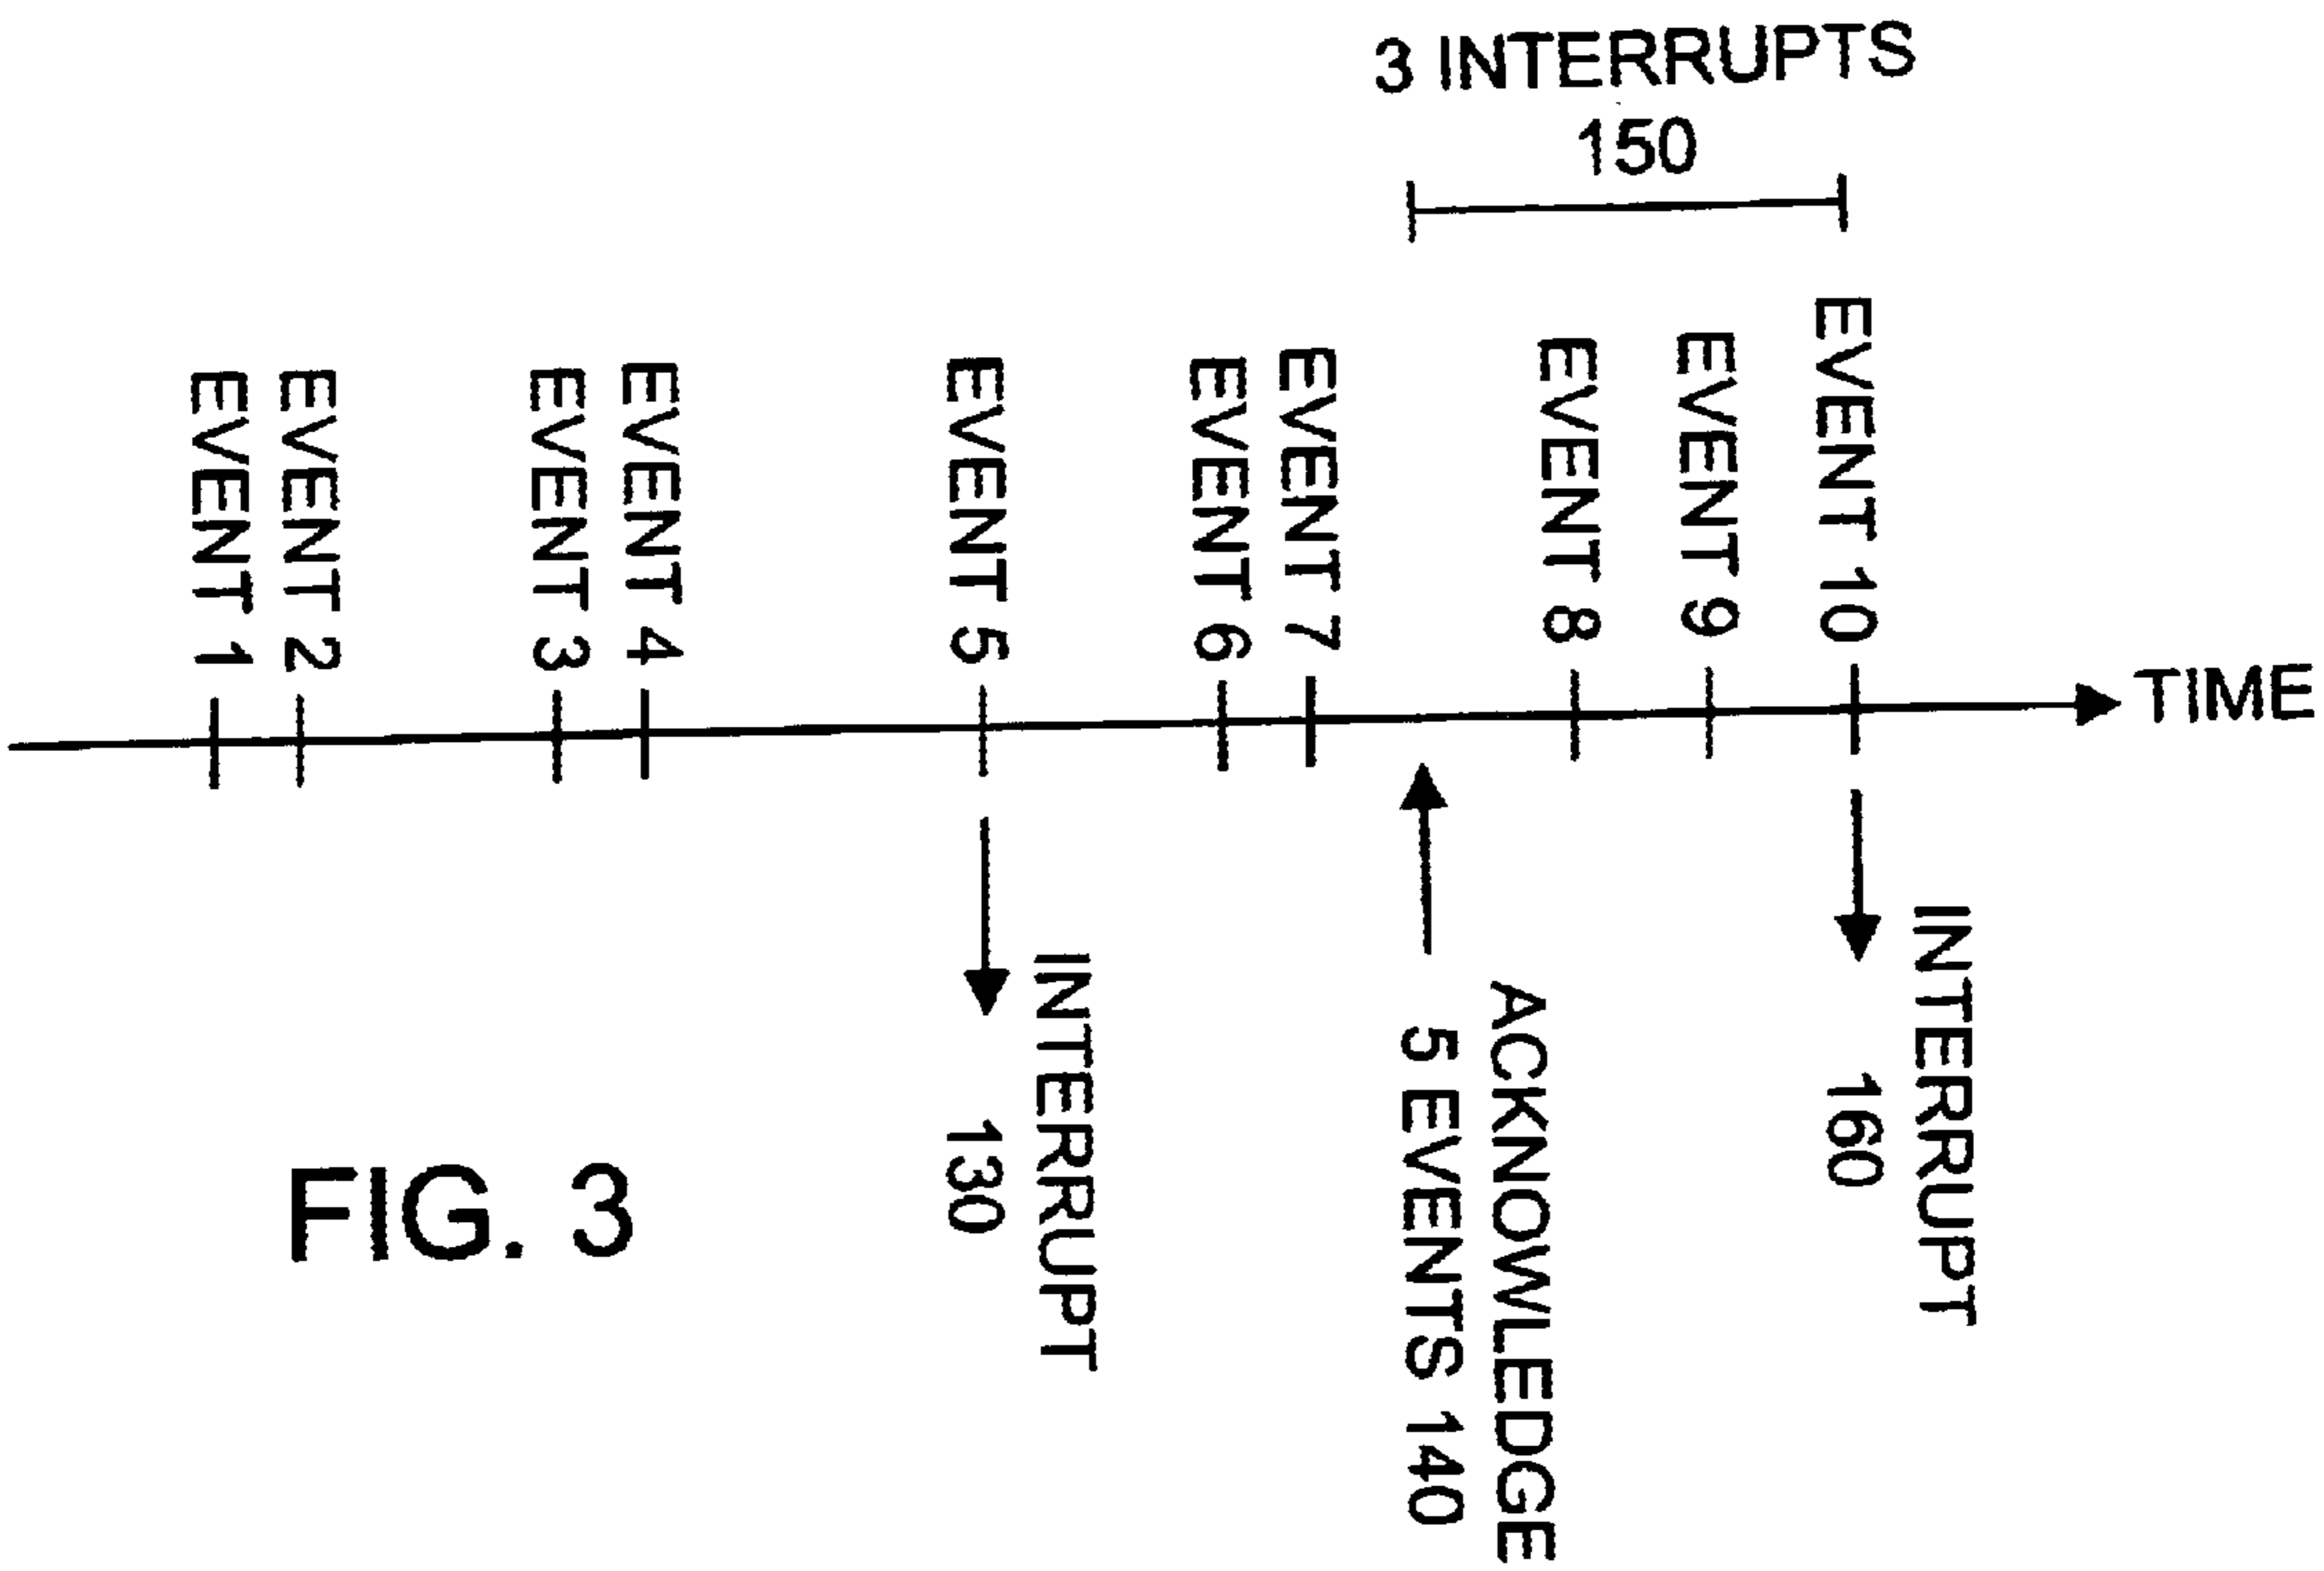 3 INTERRUPTS
150
EVENT 1
EVENT 2
EVENT 3
EVENT 4
EVENT 5
EVENT 6
EVENT 7
EVENT 8
EVENT 9
EVENT 10
TIME
INTERRUPT
130
ACKNOWLEDGE
5 EVENTS 140
INTERRUPT
160
FIG. 3